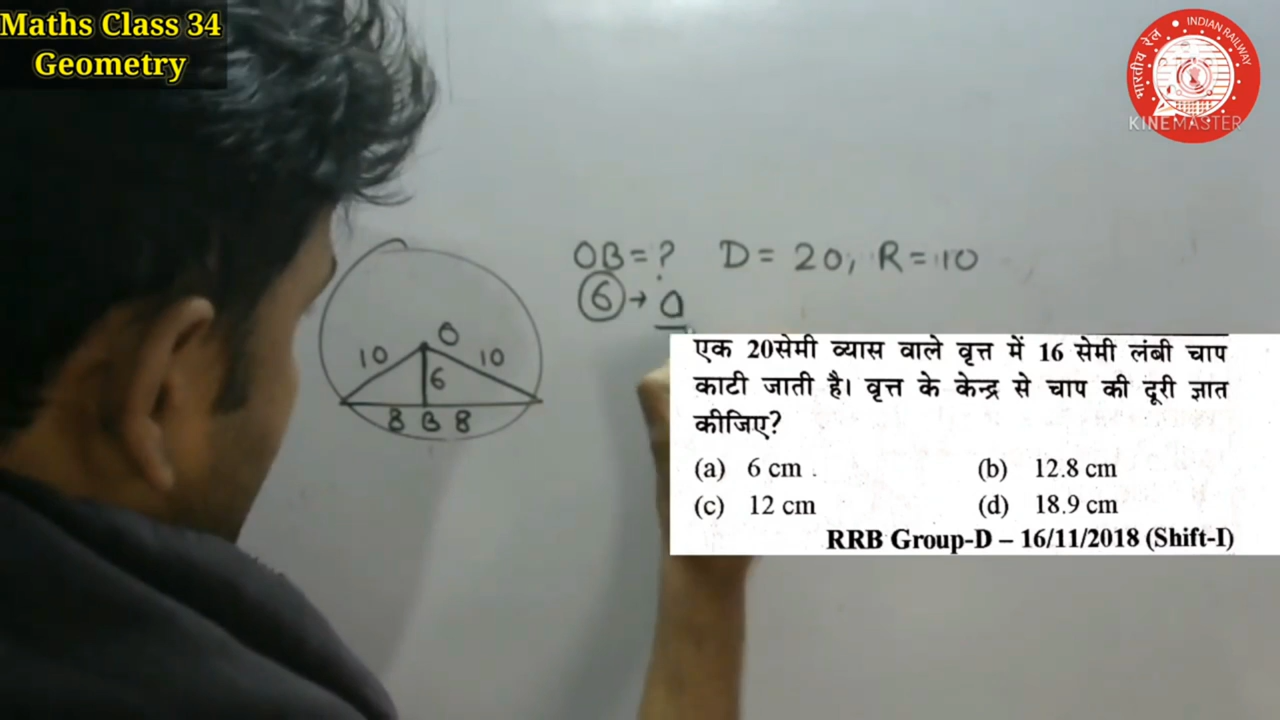 Maths Class 34
Geometry
भारतीय रेल
INDIAN RAILWAY
KINEMASTER
OB = ? D = 20, R = 10
6 → a
O
10 10
6
8 B 8
एक 20सेमी व्यास वाले वृत्त में 16 सेमी लंबी चाप
काटी जाती है। वृत्त के केन्द्र से चाप की दूरी ज्ञात
कीजिए?
(a) 6 cm (b) 12.8 cm
(c) 12 cm (d) 18.9 cm
RRB Group-D – 16/11/2018 (Shift-I)